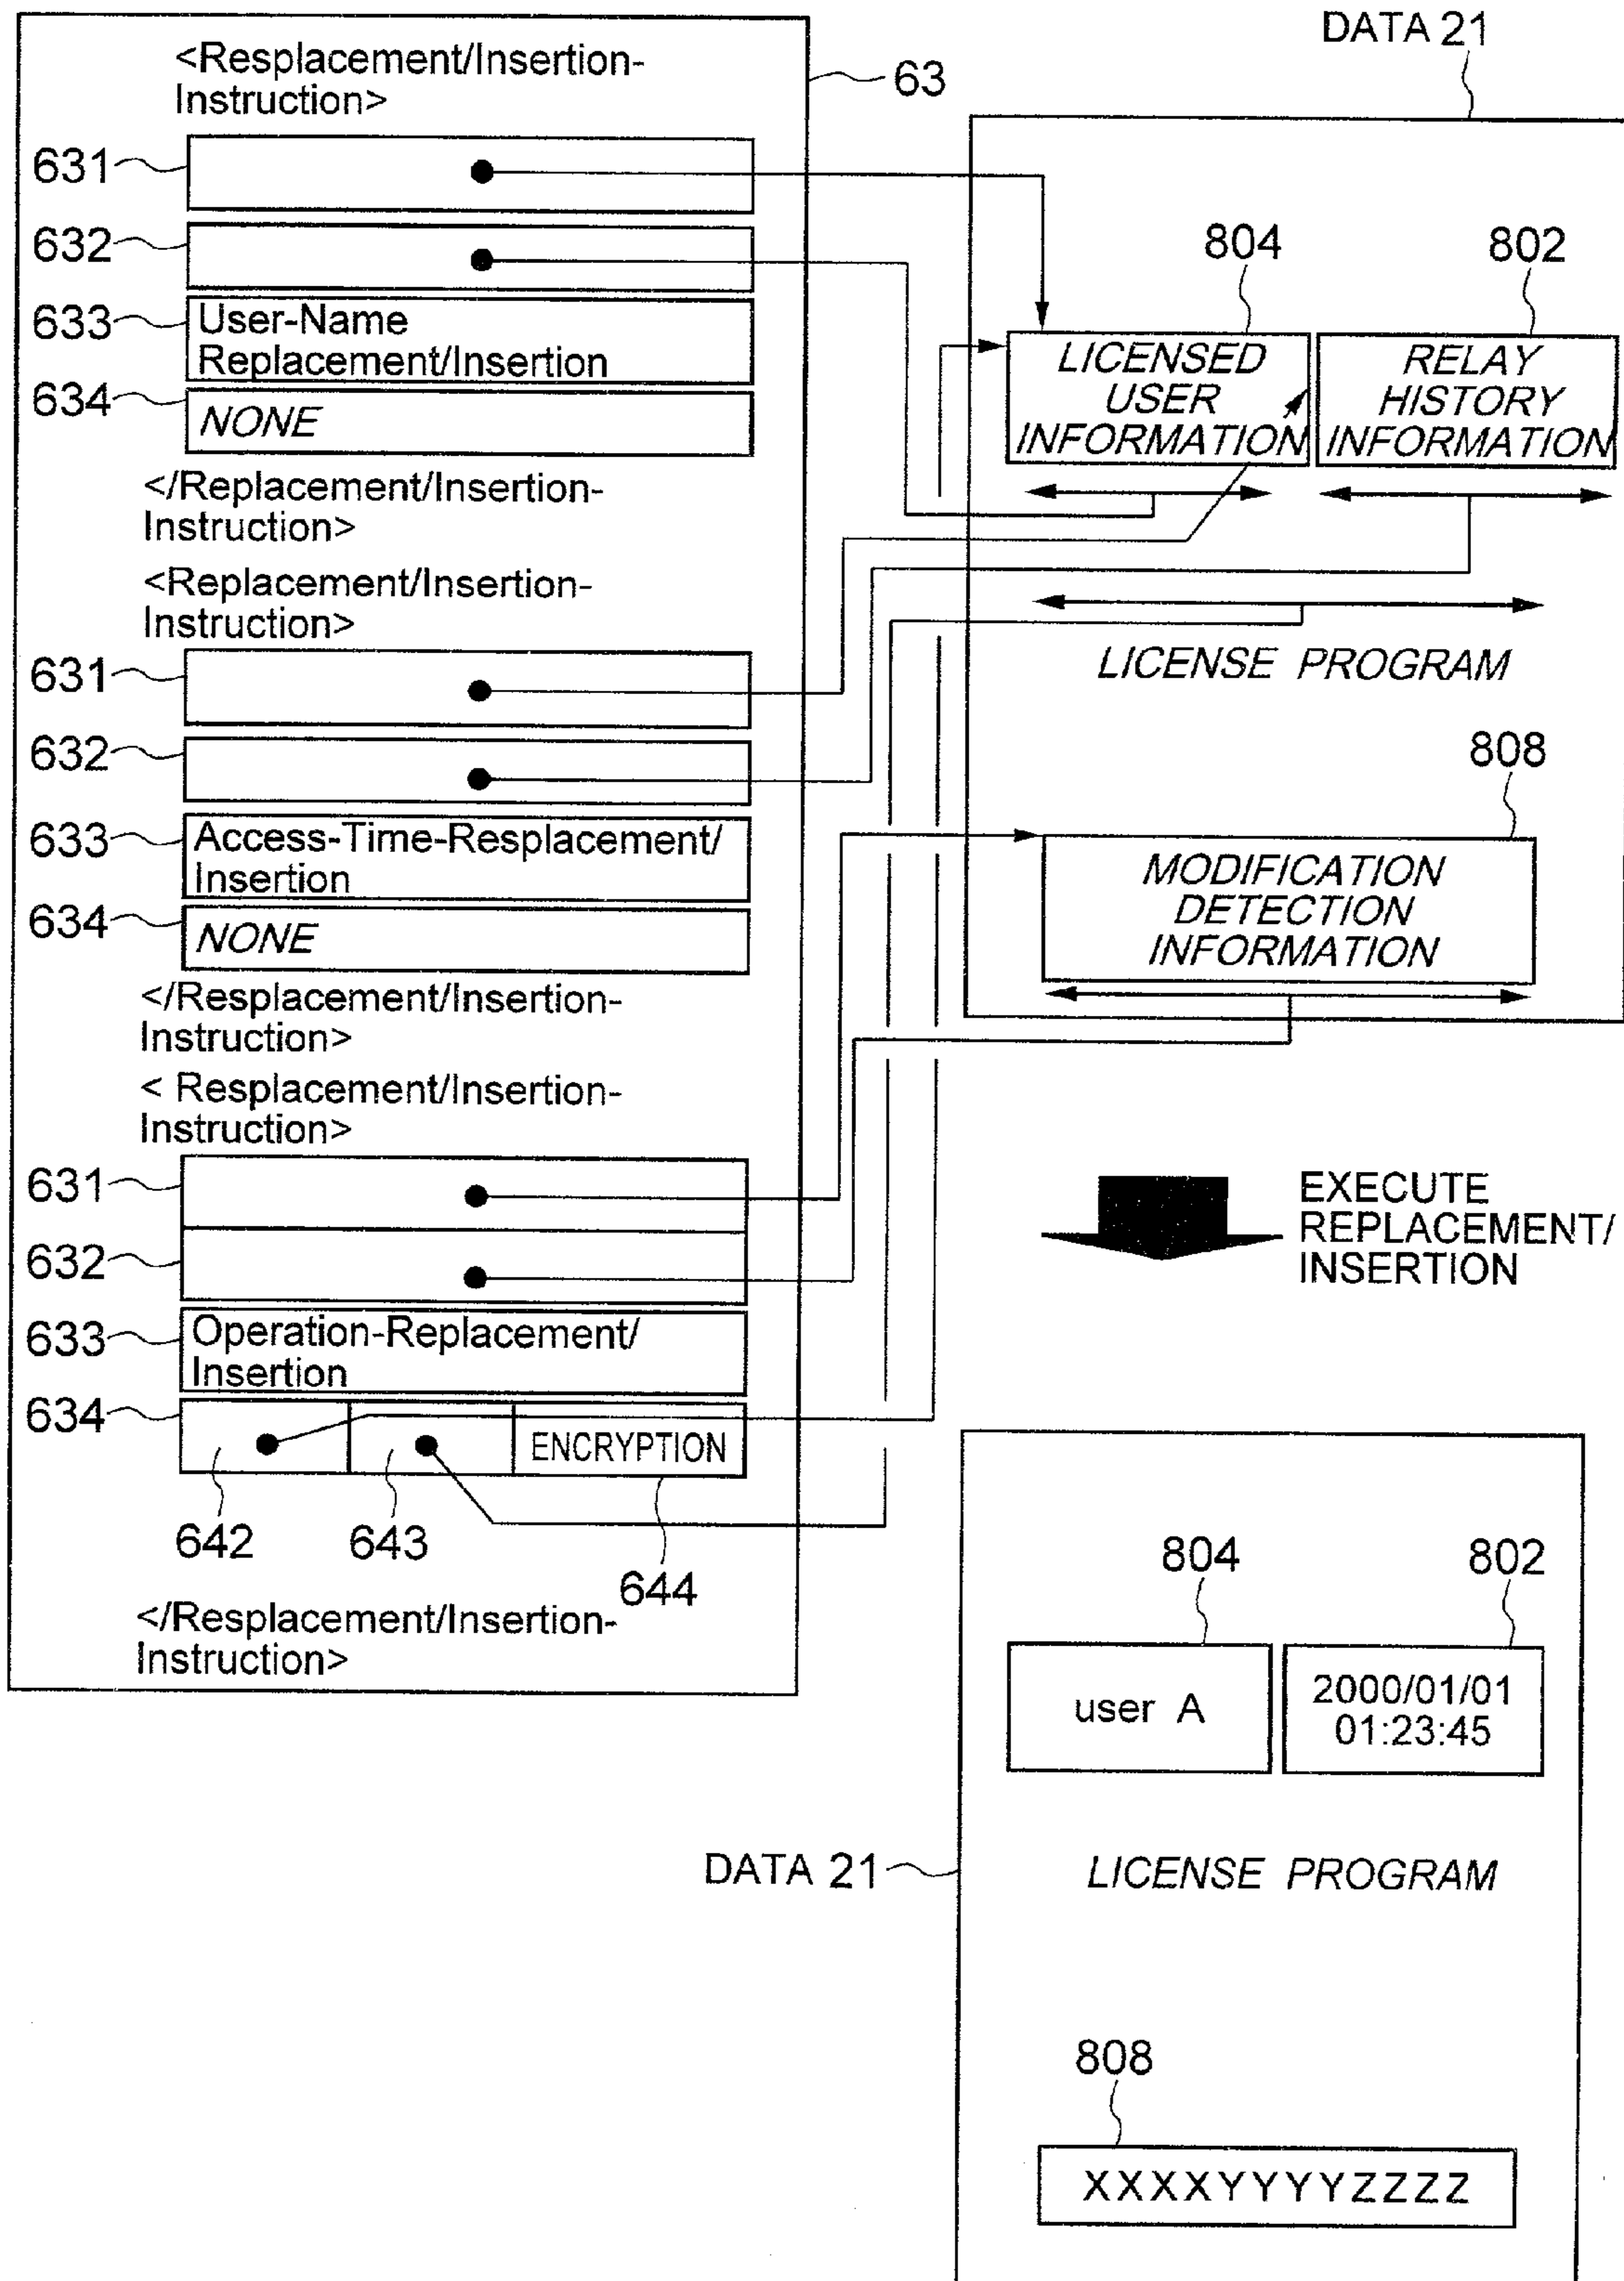 <Resplacement/Insertion-
Instruction>
63
631
632
633
User-Name
Replacement/Insertion
634
NONE
</Replacement/Insertion-
Instruction>
<Replacement/Insertion-
Instruction>
631
632
633
Access-Time-Resplacement/
Insertion
634
NONE
</Resplacement/Insertion-
Instruction>
< Resplacement/Insertion-
Instruction>
631
632
633
Operation-Replacement/
Insertion
634
ENCRYPTION
642
643
644
</Resplacement/Insertion-
Instruction>
DATA 21
804
802
LICENSED
USER
INFORMATION
RELAY
HISTORY
INFORMATION
LICENSE PROGRAM
808
MODIFICATION
DETECTION
INFORMATION
EXECUTE
REPLACEMENT/
INSERTION
804
802
user A
2000/01/01
01:23:45
DATA 21
LICENSE PROGRAM
808
XXXXYYYYZZZZ